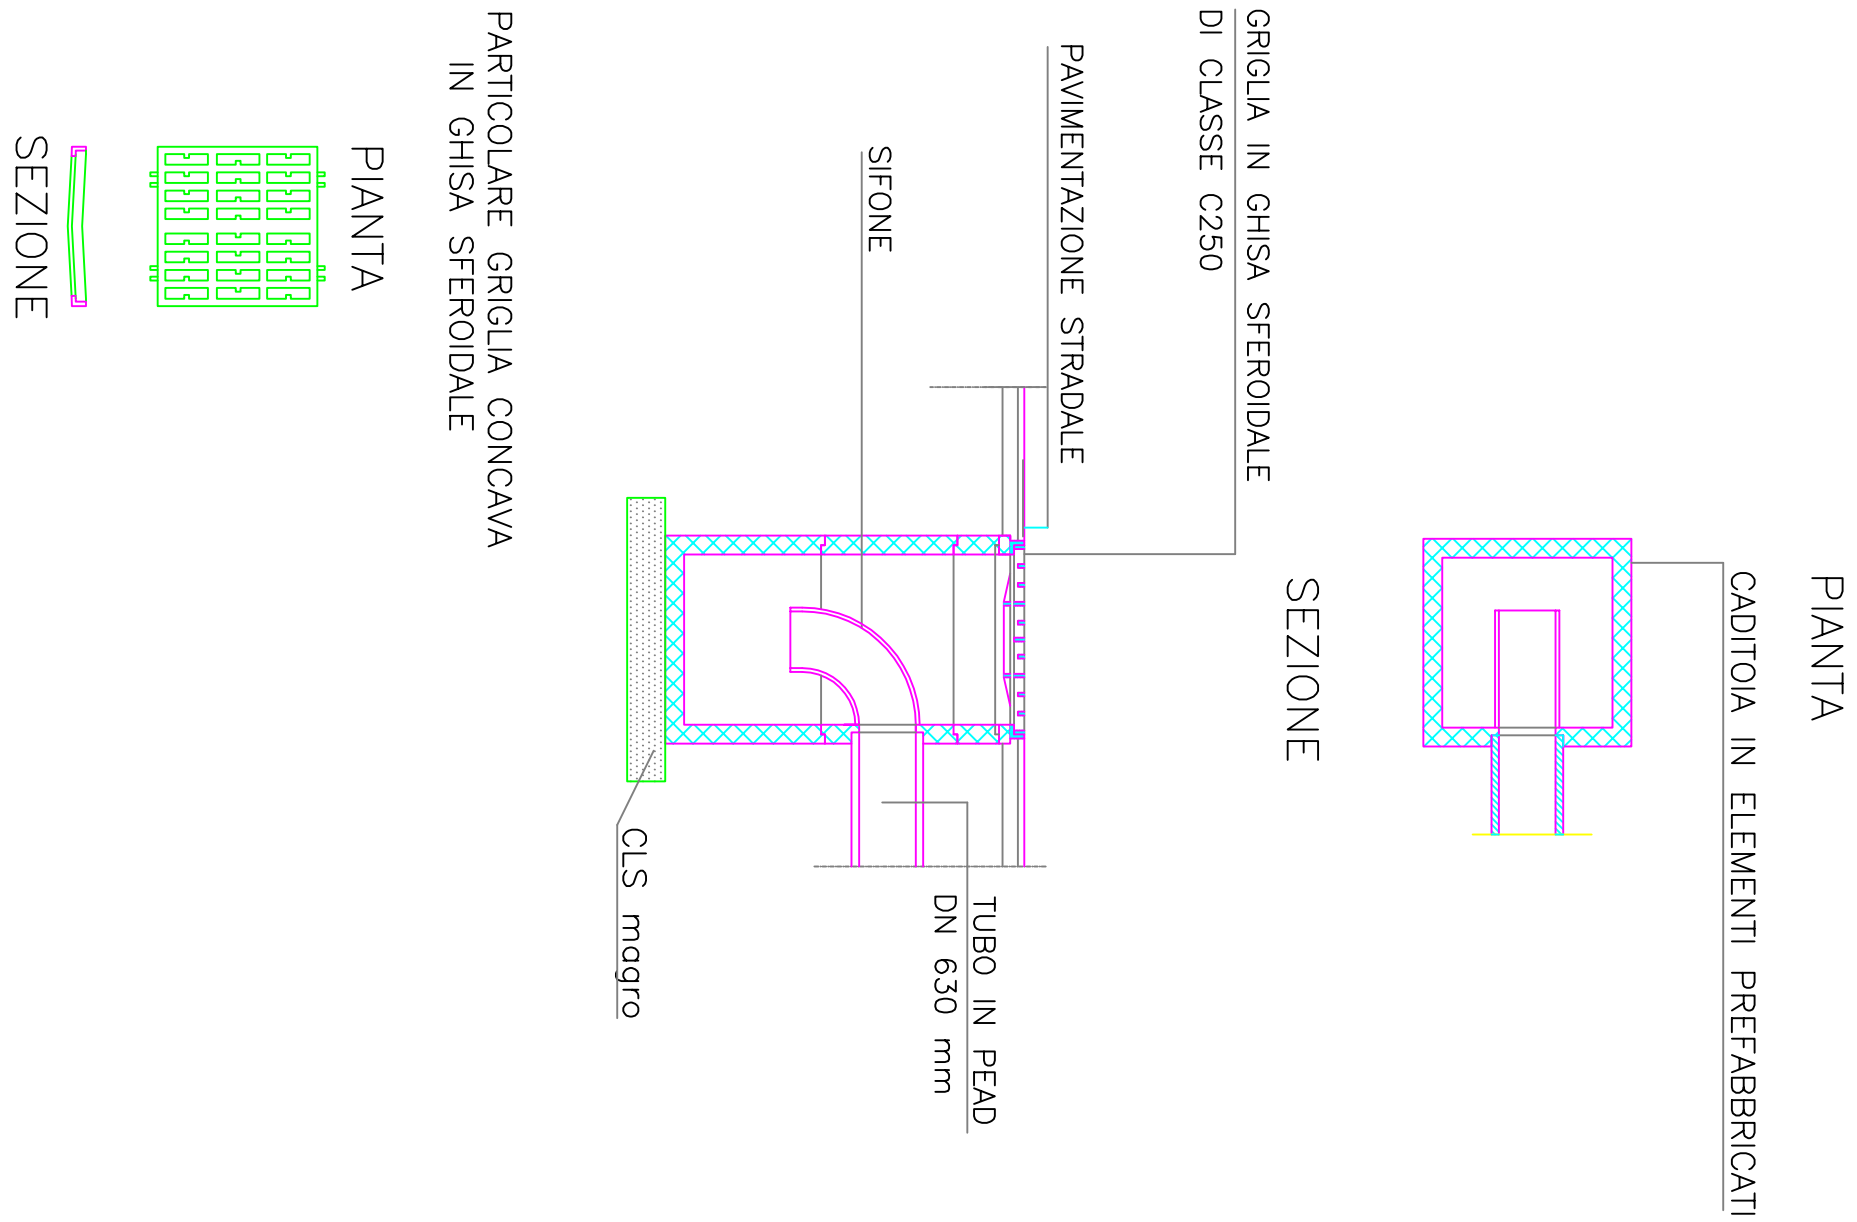 PIANTA
CADITOIA IN ELEMENTI PREFABBRICATI
SEZIONE
GRIGLIA IN GHISA SFEROIDALE
DI CLASSE C250
PAVIMENTAZIONE STRADALE
SIFONE
TUBO IN PEAD
DN 630 mm
CLS magro
PARTICOLARE GRIGLIA CONCAVA
IN GHISA SFEROIDALE
PIANTA
SEZIONE